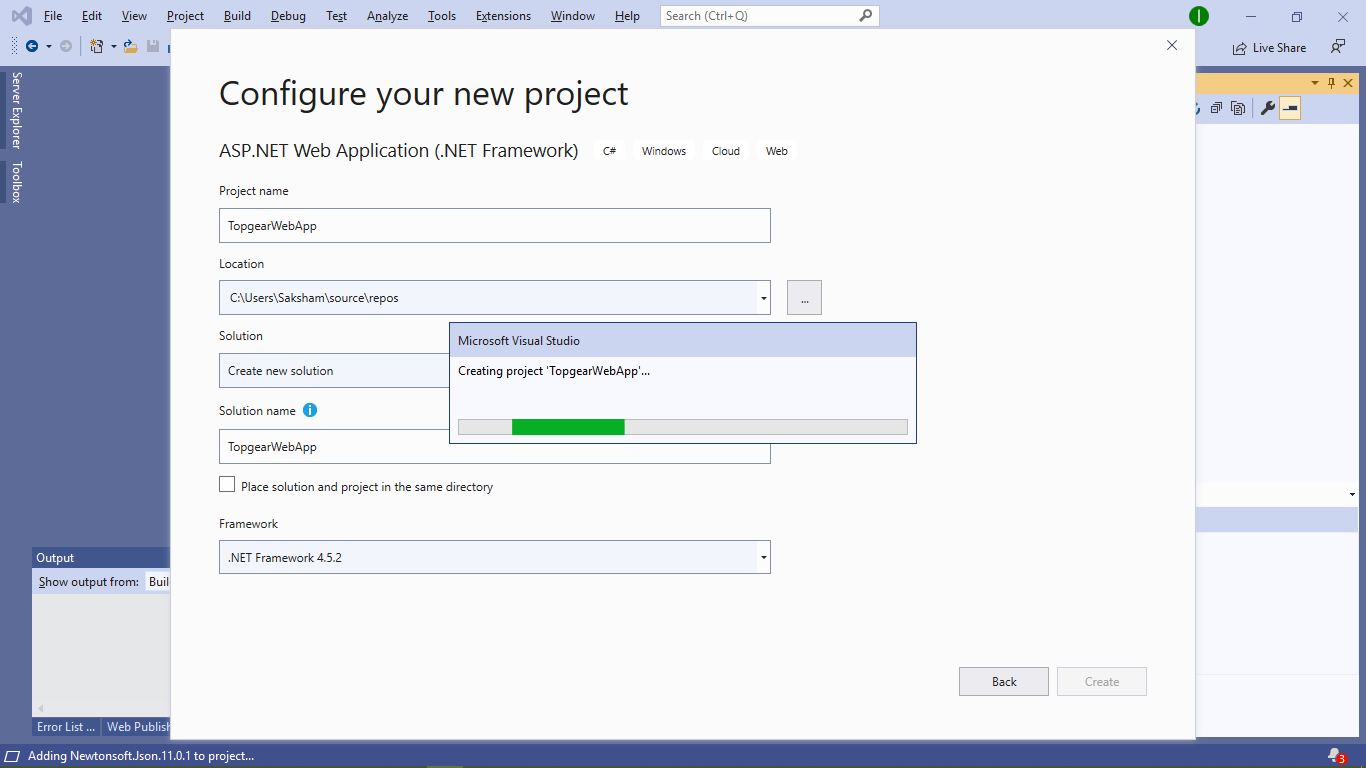 File Edit View Project Build Debug Test Analyze Tools Extensions Window Help Search (Ctrl+Q)
Live Share
Server Explorer
Toolbox
Configure your new project
ASP.NET Web Application (.NET Framework) C# Windows Cloud Web
Project name
TopgearWebApp
Location
C:\Users\Saksham\source\repos ...
Solution
Create new solution
Microsoft Visual Studio
Creating project 'TopgearWebApp'...
Solution name
TopgearWebApp
Place solution and project in the same directory
Framework
.NET Framework 4.5.2
Output
Show output from: Buil
Back Create
Error List ... Web Publish
Adding Newtonsoft.Json.11.0.1 to project... 3